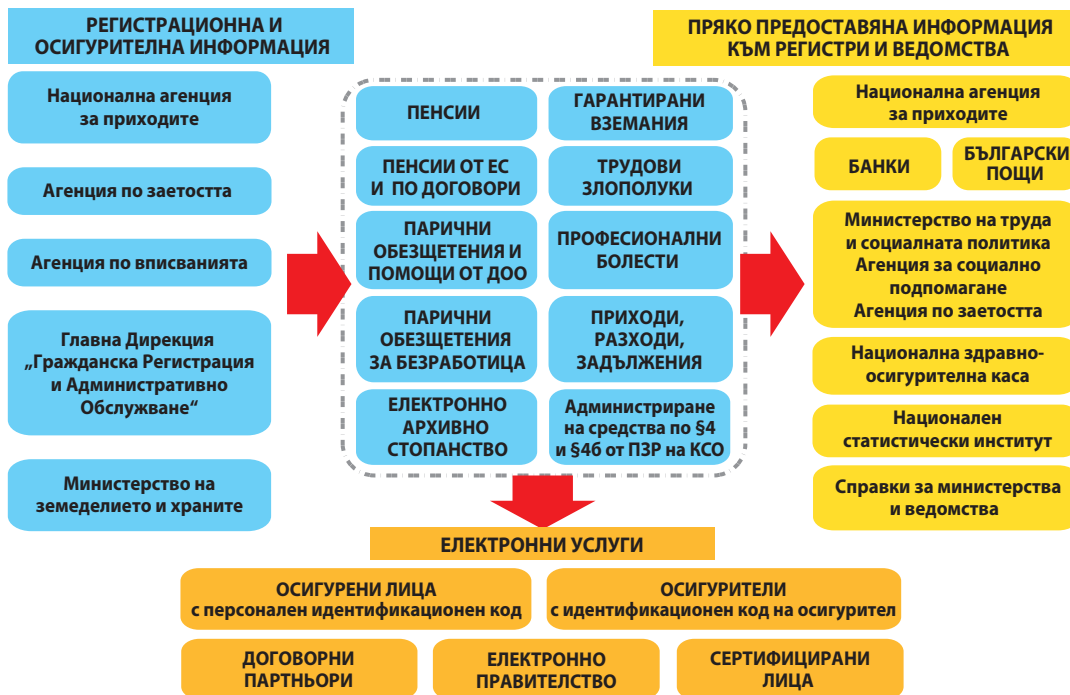 РЕГИСТРАЦИОННА И
ОСИГУРИТЕЛНА ИНФОРМАЦИЯ
Национална агенция
за приходите
Агенция по заетостта
Агенция по вписванията
Главна Дирекция
„Гражданска Регистрация
и Административно
Обслужване“
Министерство на
земеделието и храните
ПЕНСИИ
ГАРАНТИРАНИ
ВЗЕМАНИЯ
ПЕНСИИ ОТ ЕС
И ПО ДОГОВОРИ
ТРУДОВИ
ЗЛОПОЛУКИ
ПАРИЧНИ
ОБЕЗЩЕТЕНИЯ И
ПОМОЩИ ОТ ДОО
ПРОФЕСИОНАЛНИ
БОЛЕСТИ
ПАРИЧНИ
ОБЕЗЩЕТЕНИЯ
ЗА БЕЗРАБОТИЦА
ПРИХОДИ,
РАЗХОДИ,
ЗАДЪЛЖЕНИЯ
ЕЛЕКТРОННО
АРХИВНО
СТОПАНСТВО
Администриране
на средства по §4
и §4б от ПЗР на КСО
ПРЯКО ПРЕДОСТАВЯНА ИНФОРМАЦИЯ
КЪМ РЕГИСТРИ И ВЕДОМСТВА
Национална агенция
за приходите
БАНКИ
БЪЛГАРСКИ
ПОЩИ
Министерство на труда
и социалната политика
Агенция за социално
подпомагане
Агенция по заетостта
Национална здравно-
осигурителна каса
Национален
статистически институт
Справки за министерства
и ведомства
ЕЛЕКТРОННИ УСЛУГИ
ОСИГУРЕНИ ЛИЦА
с персонален идентификационен код
ОСИГУРИТЕЛИ
с идентификационен код на осигурител
ДОГОВОРНИ
ПАРТНЬОРИ
ЕЛЕКТРОННО
ПРАВИТЕЛСТВО
СЕРТИФИЦИРАНИ
ЛИЦА